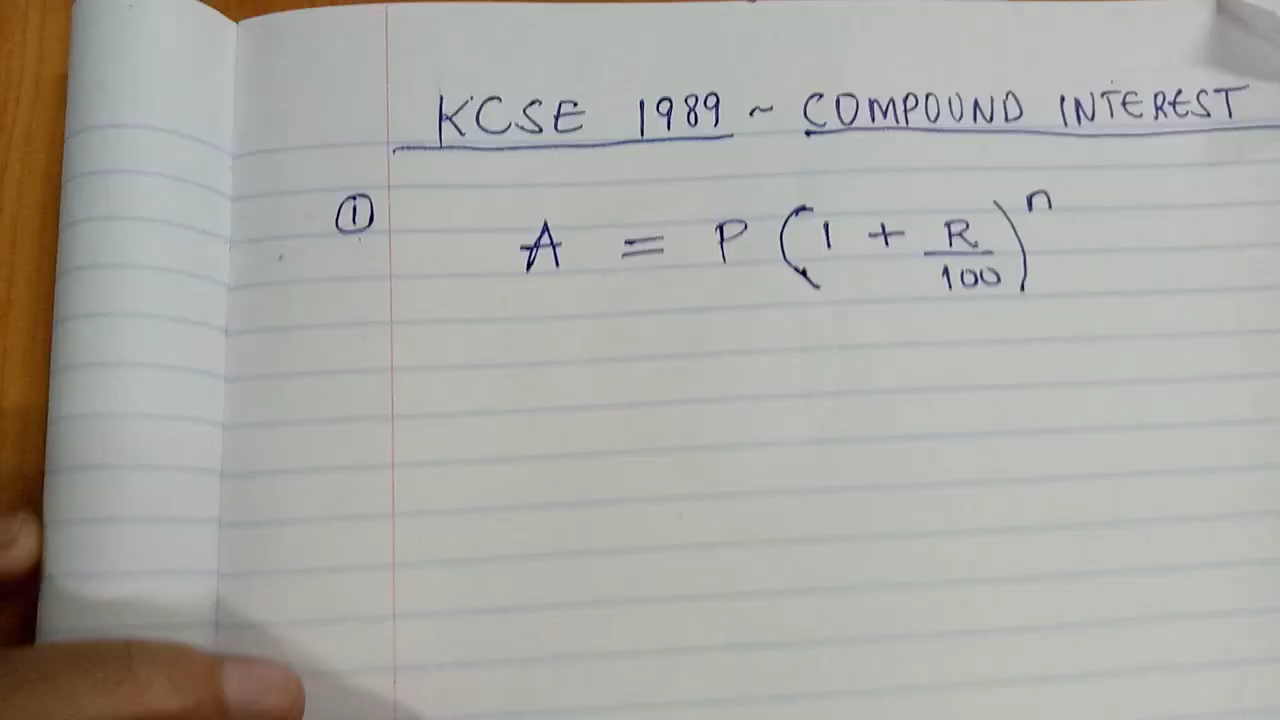 KCSE 1989 ~ COMPOUND INTEREST
① A = P (1 + R/100)^n